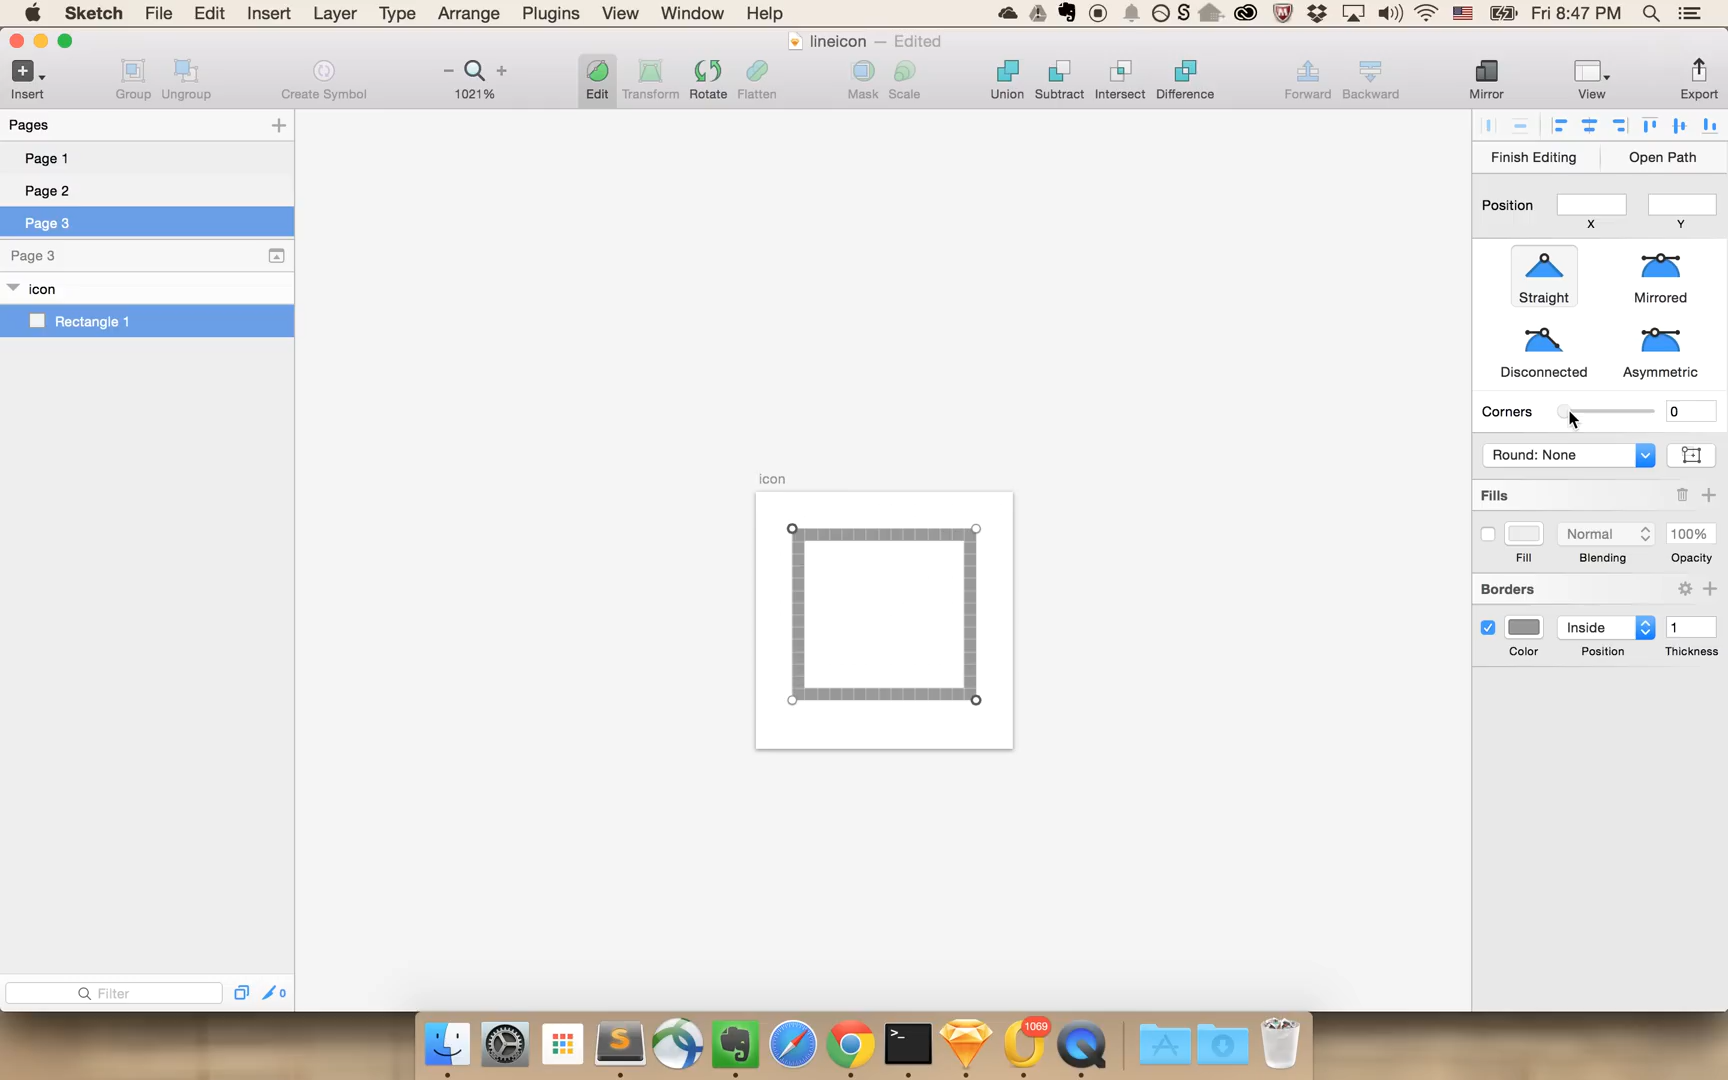 Sketch File Edit Insert Layer Type Arrange Plugins View Window Help
S Fri 8:47 PM
lineicon — Edited
Insert Group Ungroup Create Symbol 1021% Edit Transform Rotate Flatten Mask Scale Union Subtract Intersect Difference Forward Backward Mirror View Export
Pages
Page 1
Page 2
Page 3
Page 3
icon
Rectangle 1
Filter 0
icon
Finish Editing Open Path
Position
X Y
Straight Mirrored
Disconnected Asymmetric
Corners 0
Round: None
Fills
Normal 100%
Fill Blending Opacity
Borders
Inside 1
Color Position Thickness
S
>_
1069